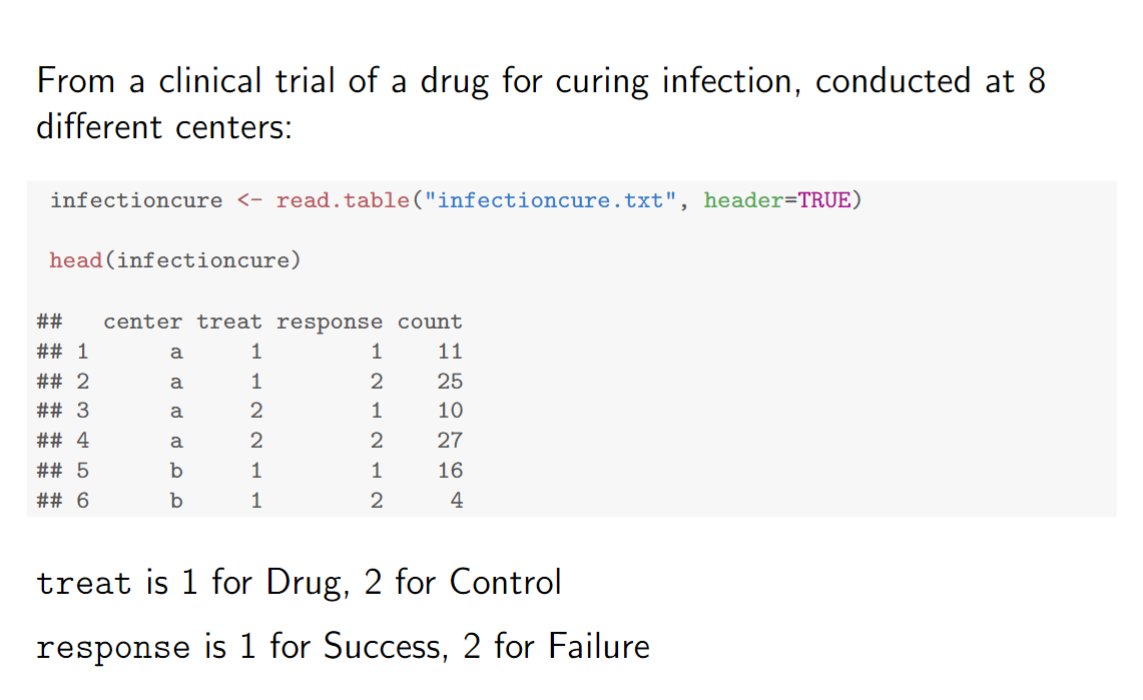 From a clinical trial of a drug for curing infection, conducted at 8
different centers:
infectioncure <- read.table("infectioncure.txt", header=TRUE)
head(infectioncure)
##   center treat response count
## 1      a     1        1    11
## 2      a     1        2    25
## 3      a     2        1    10
## 4      a     2        2    27
## 5      b     1        1    16
## 6      b     1        2     4
treat is 1 for Drug, 2 for Control
response is 1 for Success, 2 for Failure